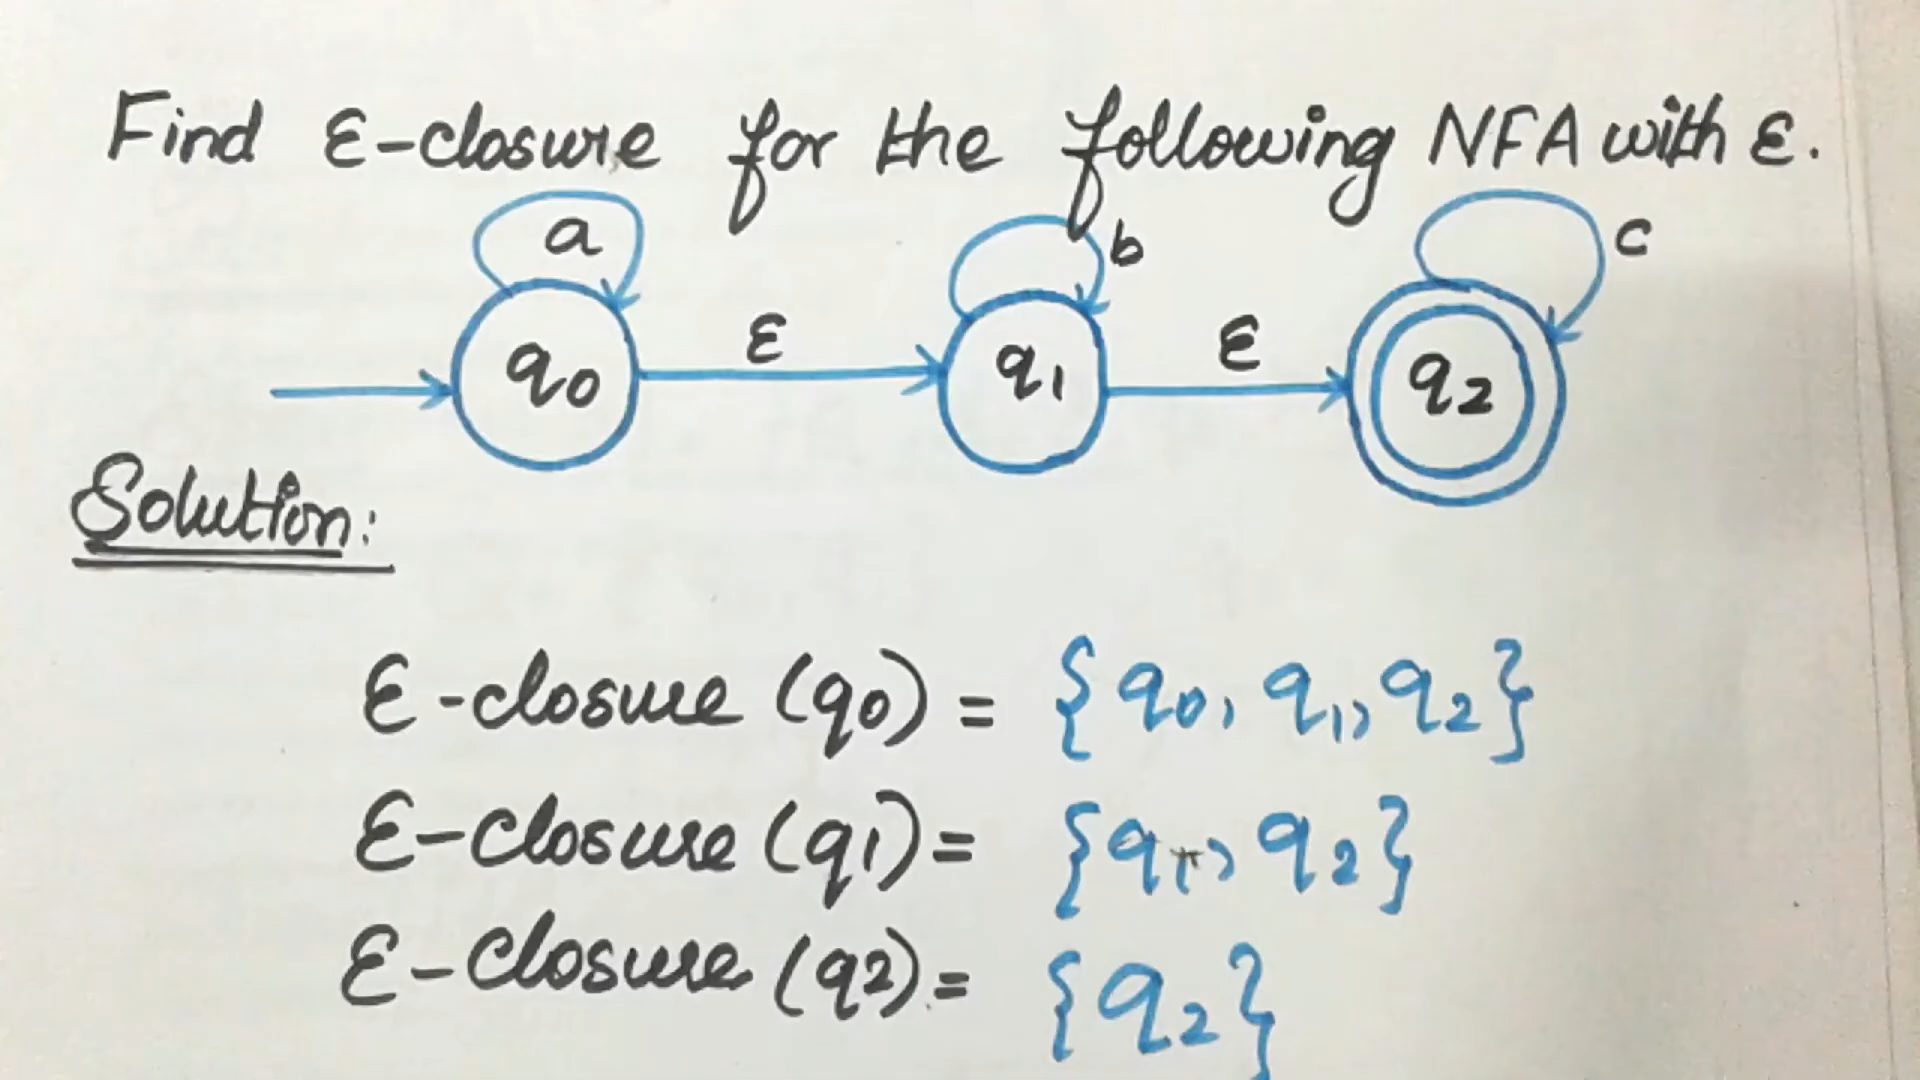 Find ε-closure for the following NFA with ε.
a b c
ε ε
q0 q1 q2
Solution:
ε-closure (q0) = {q0, q1, q2}
ε-closure (q1) = {q1, q2}
ε-closure (q2) = {q2}